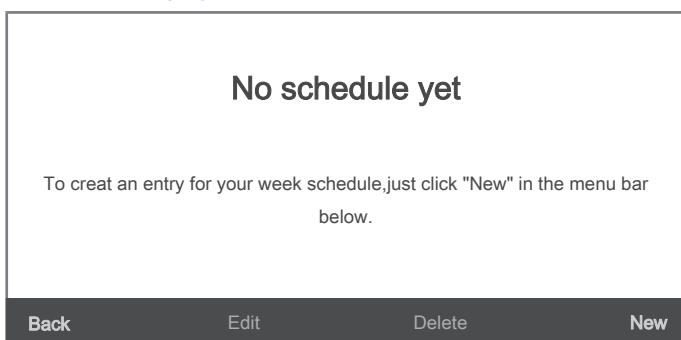 No schedule yet
To creat an entry for your week schedule,just click "New" in the menu bar
below.
Back Edit Delete New